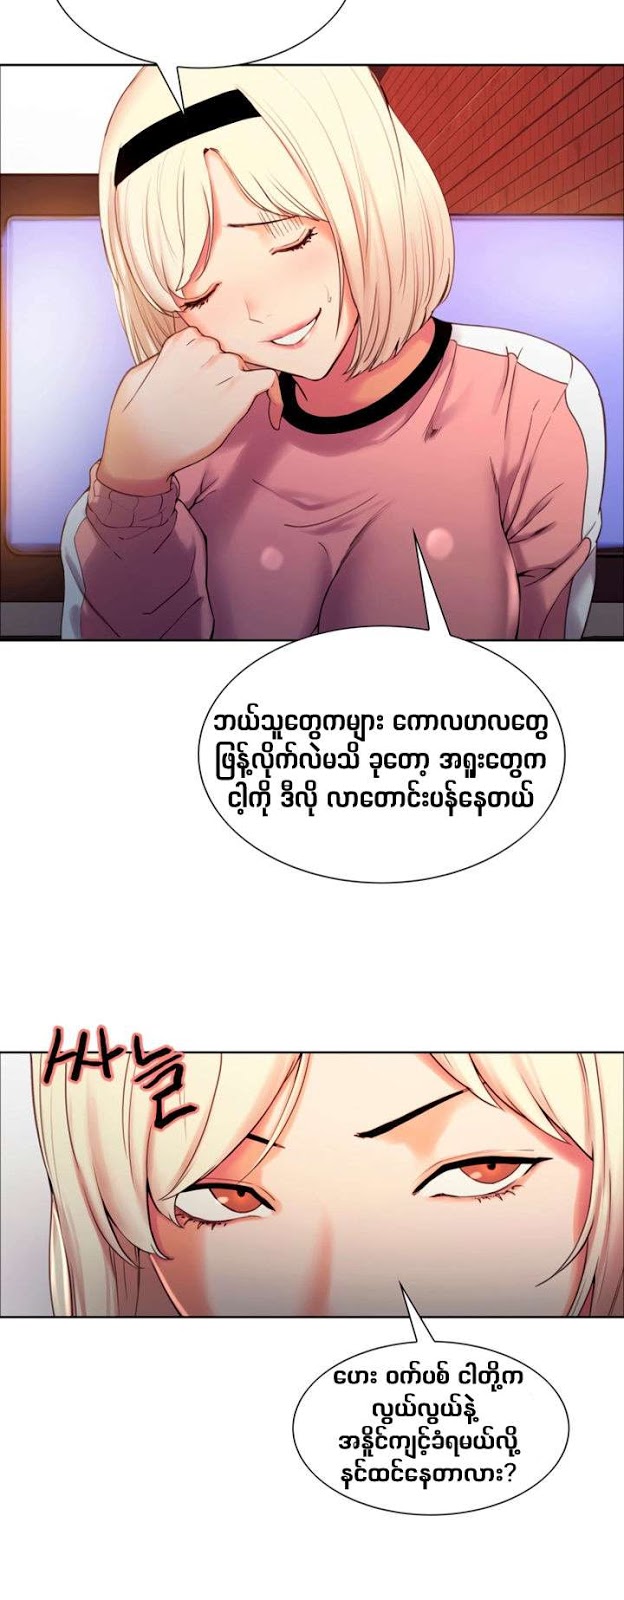 ဘယ်သူတွေကများ ကောလဟလတွေ
ဖြန့်လိုက်လဲမသိ ခုတော့ အရှူးတွေက
ငါ့ကို ဒီလို လာတောင်းပန်နေတယ်
싸늘
ဟေး ဝက်ပစ် ငါတို့က
လွယ်လွယ်နဲ့
အနှိုင်ကျင့်ခံရမယ်လို့
နင်ထင်နေတာလား?